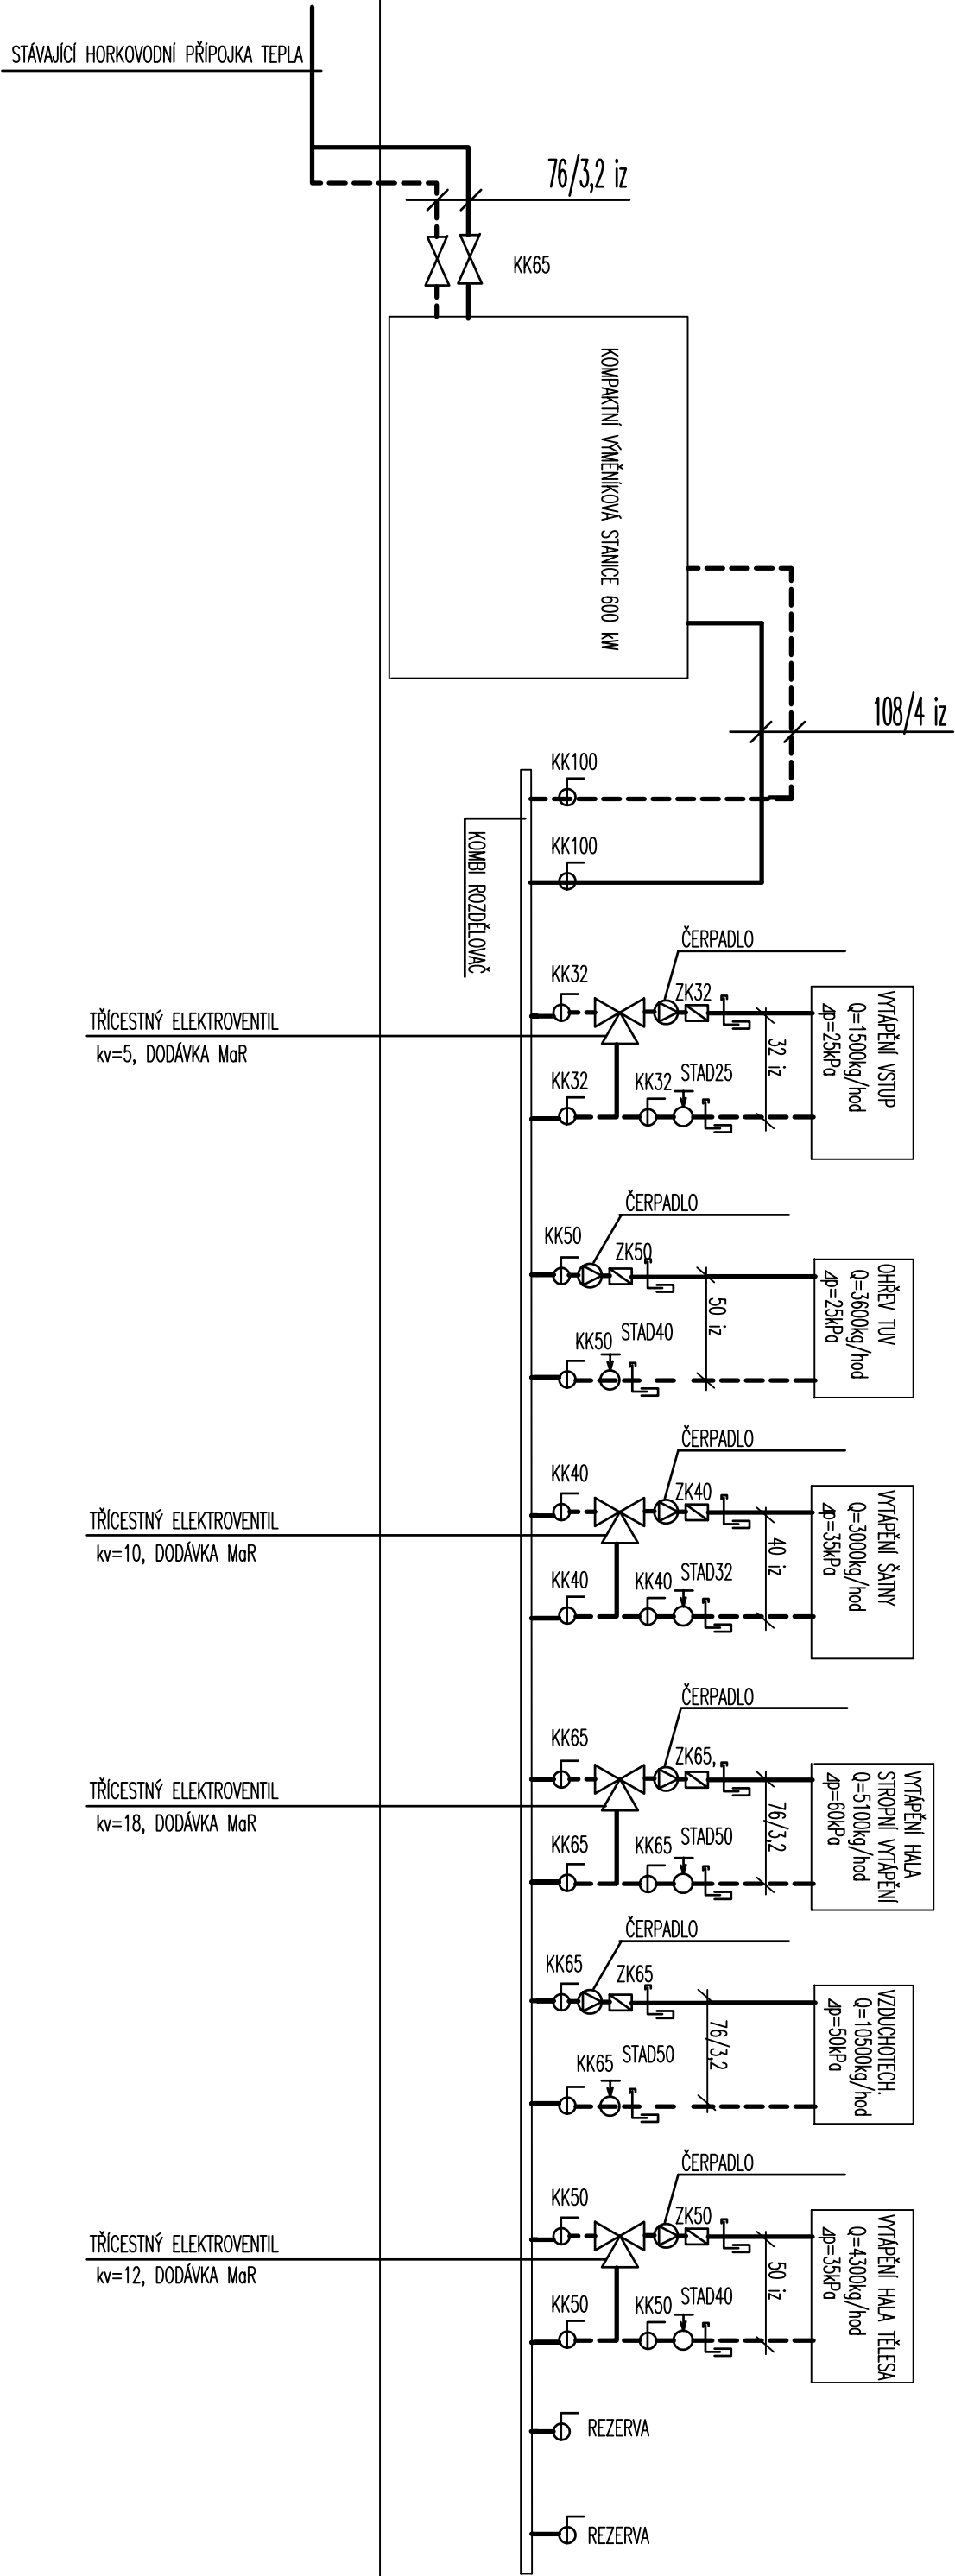 STÁVAJÍCÍ HORKOVODNÍ PŘÍPOJKA TEPLA
76/3,2 iz
KK65
KOMPAKTNÍ VÝMĚNÍKOVÁ STANICE 600 kW
108/4 iz
KK100
KK100
KOMBI ROZDĚLOVAČ
ČERPADLO
KK32
ZK32
VYTÁPĚNÍ VSTUP
Q=1500kg/hod
Δp=25kPa
32 iz
TŘÍCESTNÝ ELEKTROVENTIL
kv=5, DODÁVKA MaR
KK32
KK32
STAD25
ČERPADLO
KK50
ZK50
OHŘEV TUV
Q=3600kg/hod
Δp=25kPa
50 iz
KK50
STAD40
ČERPADLO
KK40
ZK40
VYTÁPĚNÍ ŠATNY
Q=3000kg/hod
Δp=35kPa
40 iz
TŘÍCESTNÝ ELEKTROVENTIL
kv=10, DODÁVKA MaR
KK40
KK40
STAD32
ČERPADLO
KK65
ZK65,
VYTÁPĚNÍ HALA
STROPNÍ VYTÁPĚNÍ
Q=5100kg/hod
Δp=60kPa
76/3,2
TŘÍCESTNÝ ELEKTROVENTIL
kv=18, DODÁVKA MaR
KK65
KK65
STAD50
ČERPADLO
KK65
ZK65
VZDUCHOTECH.
Q=10500kg/hod
Δp=50kPa
76/3,2
KK65
STAD50
ČERPADLO
KK50
ZK50
VYTÁPĚNÍ HALA TĚLESA
Q=4300kg/hod
Δp=35kPa
50 iz
TŘÍCESTNÝ ELEKTROVENTIL
kv=12, DODÁVKA MaR
KK50
KK50
STAD40
REZERVA
REZERVA